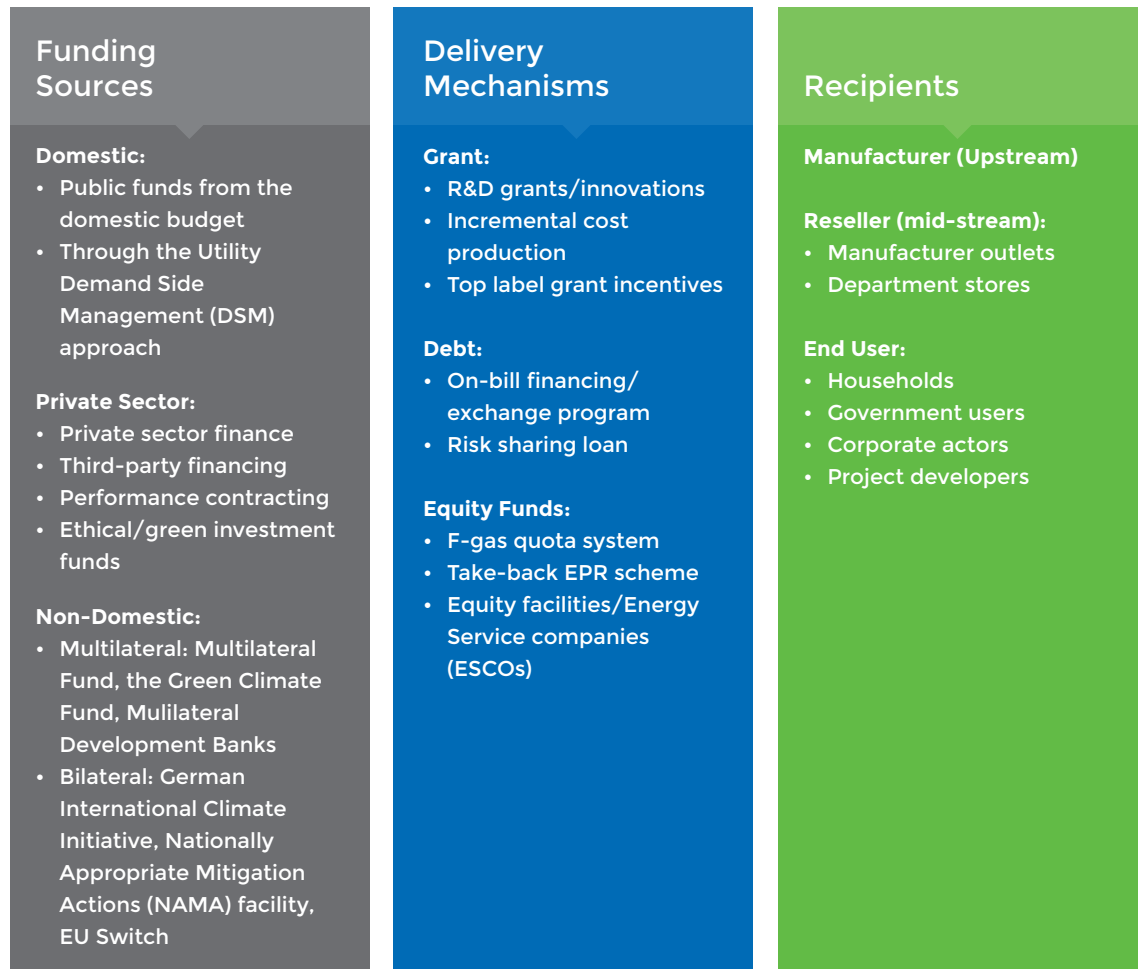 Funding
Sources
Domestic:
• Public funds from the
domestic budget
• Through the Utility
Demand Side
Management (DSM)
approach
Private Sector:
• Private sector finance
• Third-party financing
• Performance contracting
• Ethical/green investment
funds
Non-Domestic:
• Multilateral: Multilateral
Fund, the Green Climate
Fund, Mulilateral
Development Banks
• Bilateral: German
International Climate
Initiative, Nationally
Appropriate Mitigation
Actions (NAMA) facility,
EU Switch
Delivery
Mechanisms
Grant:
• R&D grants/innovations
• Incremental cost
production
• Top label grant incentives
Debt:
• On-bill financing/
exchange program
• Risk sharing loan
Equity Funds:
• F-gas quota system
• Take-back EPR scheme
• Equity facilities/Energy
Service companies
(ESCOs)
Recipients
Manufacturer (Upstream)
Reseller (mid-stream):
• Manufacturer outlets
• Department stores
End User:
• Households
• Government users
• Corporate actors
• Project developers